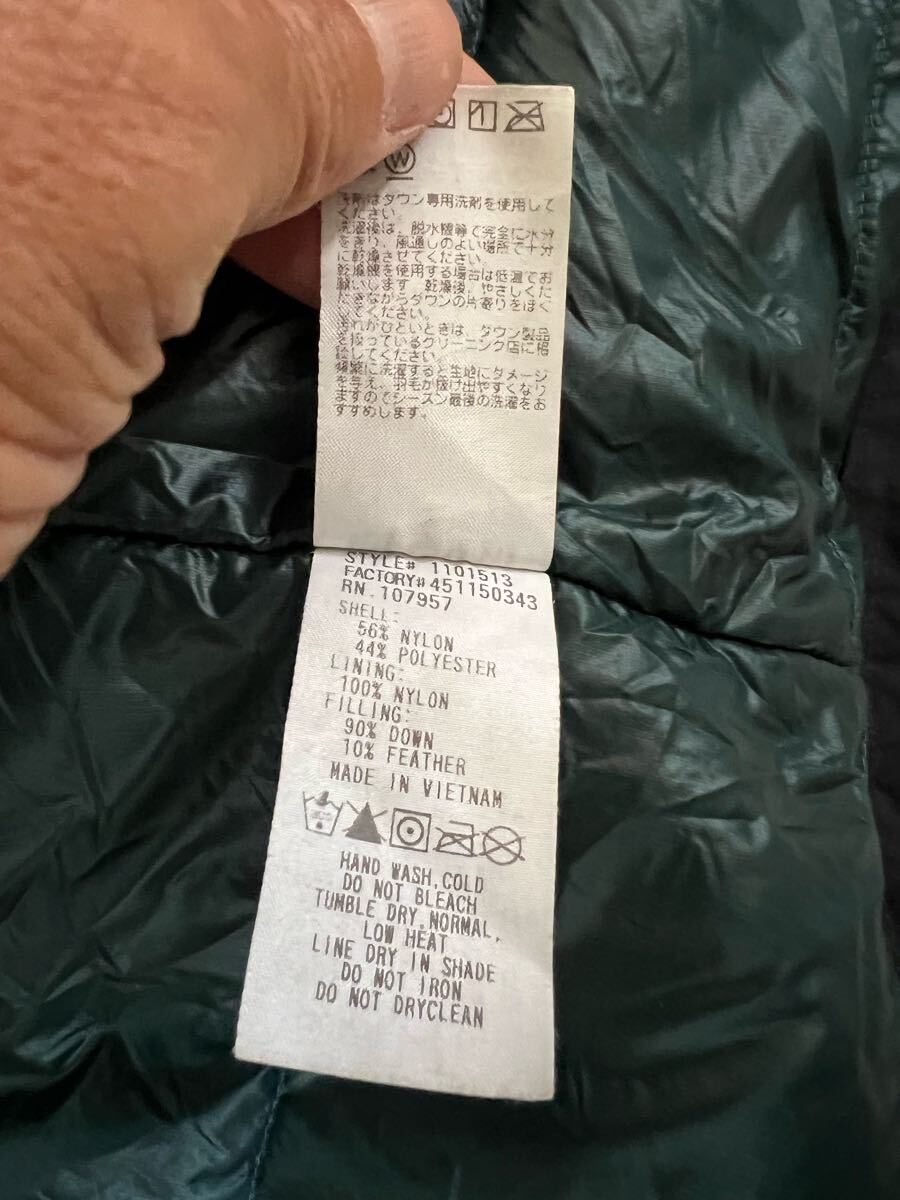 W
洗剤はダウン専用洗剤を使用して
ください。
洗濯後は、脱水機等で完全に水分
をきり、風通しのよい場所で十分
に乾燥させてください。
乾燥機を使用する場合は低温でお
願いします。乾燥後、やさしくた
たきながらダウンの片寄りをほぐ
してください。
汚れがひどいときは、ダウン製品
を扱っているクリーニング店に相
談してください。
頻繁に洗濯すると生地にダメージ
を与え、羽毛が抜け出やすくなり
ますのでシーズン最後の洗濯をお
すすめします。
STYLE# 1101513
FACTORY#451150343
RN 107957
SHELL:
56% NYLON
44% POLYESTER
LINING:
100% NYLON
FILLING:
90% DOWN
10% FEATHER
MADE IN VIETNAM
HAND WASH,COLD
DO NOT BLEACH
TUMBLE DRY,NORMAL,
LOW HEAT
LINE DRY IN SHADE
DO NOT IRON
DO NOT DRYCLEAN